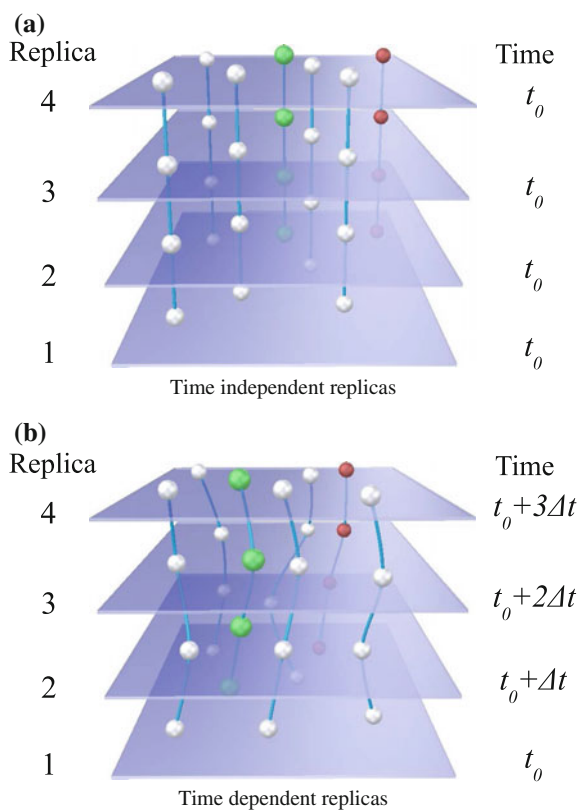 (a)
Replica Time
4 t₀
3 t₀
2 t₀
1 t₀
Time independent replicas
(b)
Replica Time
4 t₀+3Δt
3 t₀+2Δt
2 t₀+Δt
1 t₀
Time dependent replicas